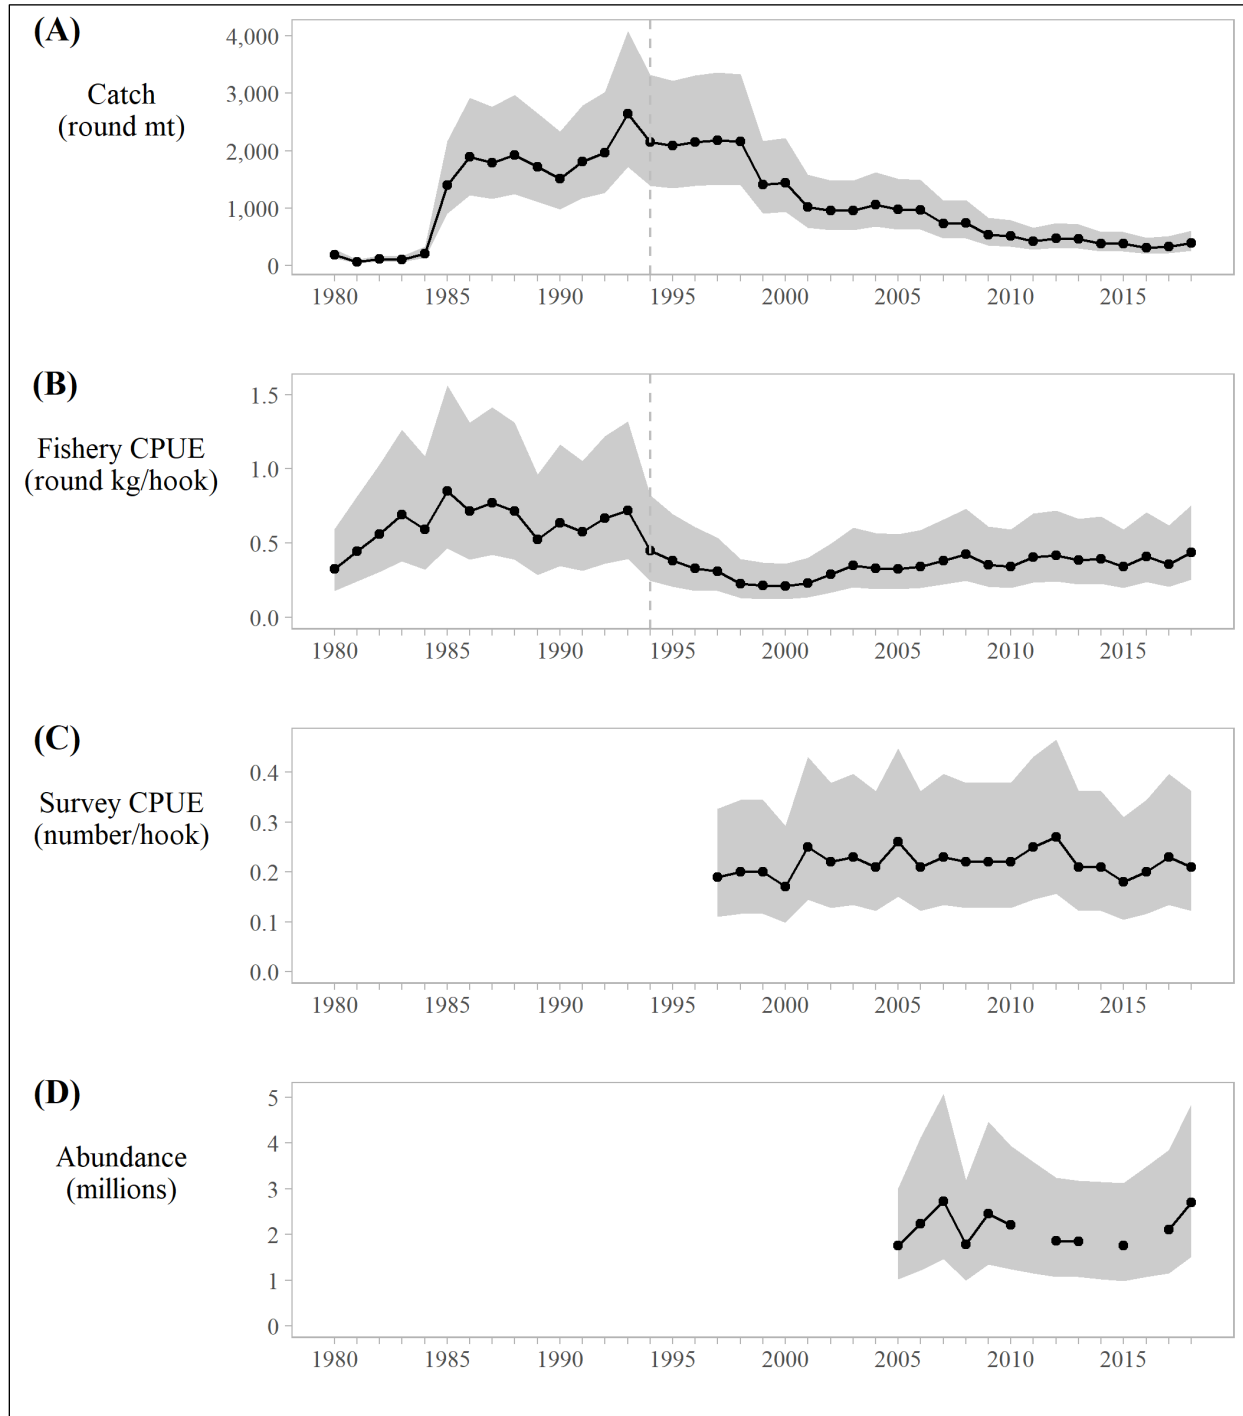 (A)
Catch
(round mt)
4,000
3,000
2,000
1,000
0
1980 1985 1990 1995 2000 2005 2010 2015
(B)
Fishery CPUE
(round kg/hook)
1.5
1.0
0.5
0.0
1980 1985 1990 1995 2000 2005 2010 2015
(C)
Survey CPUE
(number/hook)
0.4
0.3
0.2
0.1
0.0
1980 1985 1990 1995 2000 2005 2010 2015
(D)
Abundance
(millions)
5
4
3
2
1
0
1980 1985 1990 1995 2000 2005 2010 2015